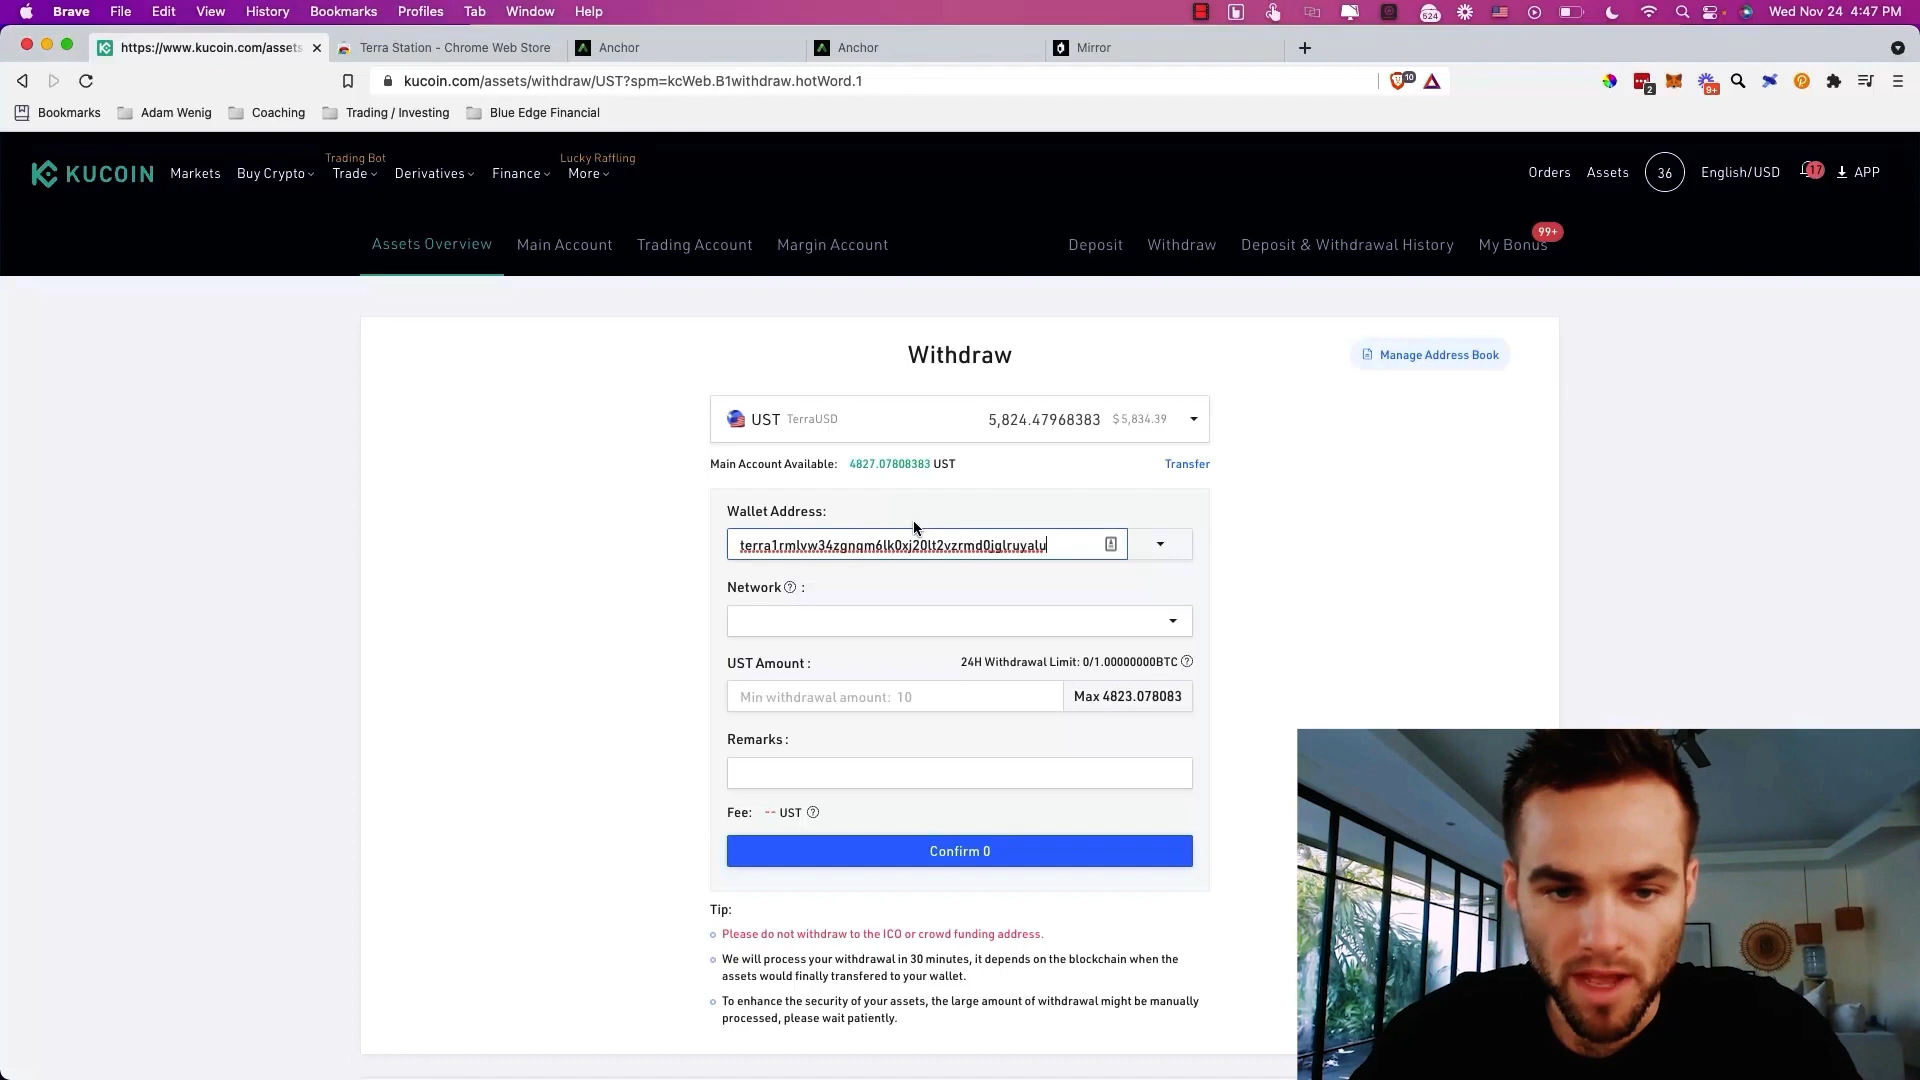 Brave File Edit View History Bookmarks Profiles Tab Window Help 524 Wed Nov 24 4:47 PM
https://www.kucoin.com/assets Terra Station - Chrome Web Store Anchor Anchor Mirror
kucoin.com/assets/withdraw/UST?spm=kcWeb.B1withdraw.hotWord.1 10 2 9+
Bookmarks Adam Wenig Coaching Trading / Investing Blue Edge Financial
Trading Bot Lucky Raffling
KUCOIN Markets Buy Crypto Trade Derivatives Finance More Orders Assets 36 English/USD 17 APP
99+
Assets Overview Main Account Trading Account Margin Account Deposit Withdraw Deposit & Withdrawal History My Bonus
Withdraw
Manage Address Book
UST TerraUSD 5,824.47968383 $5,834.39
Main Account Available: 4827.07808383 UST Transfer
Wallet Address:
terra1rmlvw34zgnqm6lk0xj20lt2vzrmd0jglruyalu
Network ? :
UST Amount : 24H Withdrawal Limit: 0/1.00000000BTC ?
Min withdrawal amount: 10 Max 4823.078083
Remarks :
Fee: -- UST ?
Confirm 0
Tip:
Please do not withdraw to the ICO or crowd funding address.
We will process your withdrawal in 30 minutes, it depends on the blockchain when the
assets would finally transfered to your wallet.
To enhance the security of your assets, the large amount of withdrawal might be manually
processed, please wait patiently.